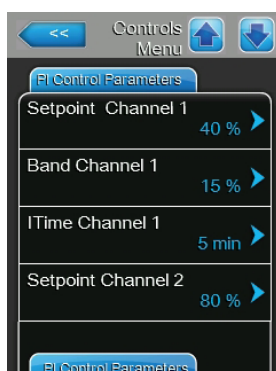 <<
Controls
Menu
PI Control Parameters
Setpoint Channel 1
40 %
Band Channel 1
15 %
ITime Channel 1
5 min
Setpoint Channel 2
80 %
PI Control Parameters